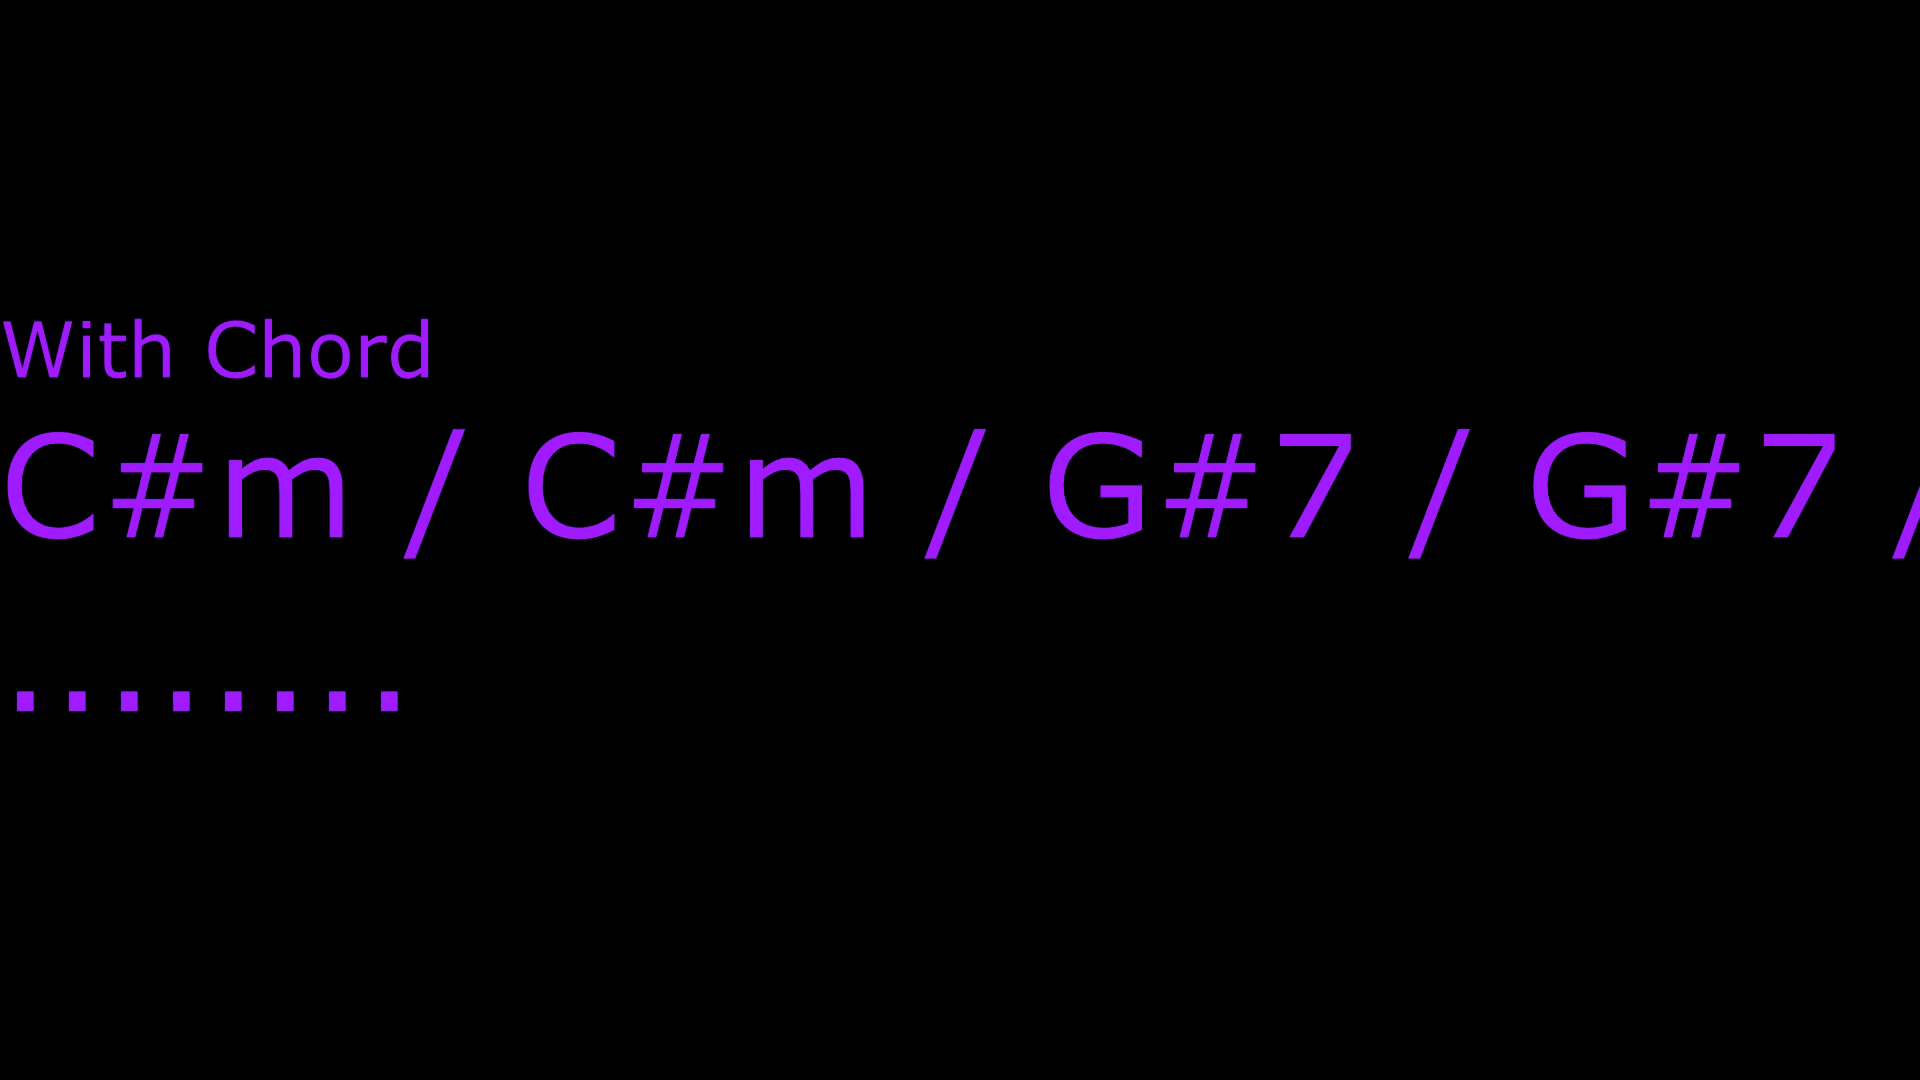 With Chord
C#m / C#m / G#7 / G#7 /
........